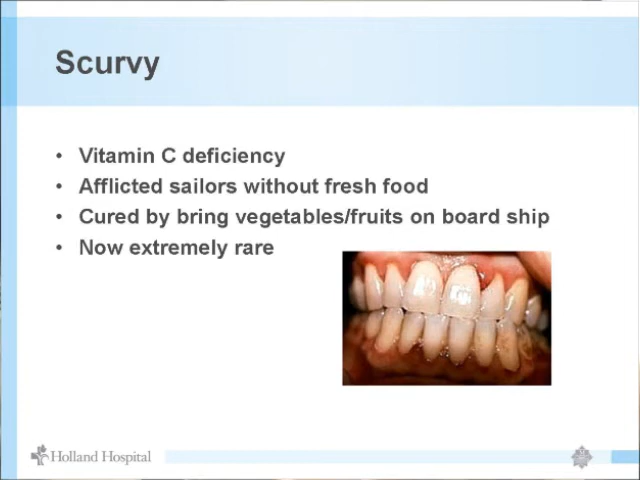 Scurvy
• Vitamin C deficiency
• Afflicted sailors without fresh food
• Cured by bring vegetables/fruits on board ship
• Now extremely rare
Holland Hospital